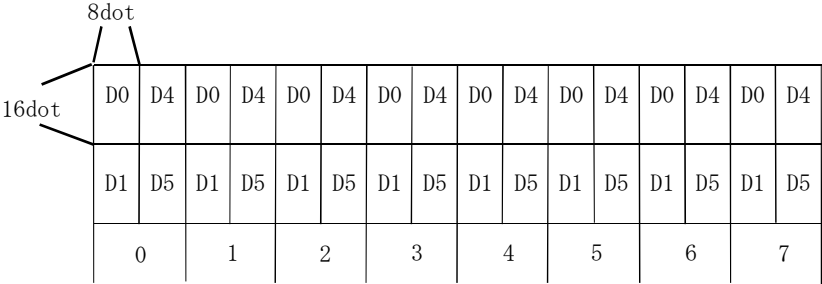 8dot
D0 D4 D0 D4 D0 D4 D0 D4 D0 D4 D0 D4 D0 D4 D0 D4
16dot
D1 D5 D1 D5 D1 D5 D1 D5 D1 D5 D1 D5 D1 D5 D1 D5
0 1 2 3 4 5 6 7